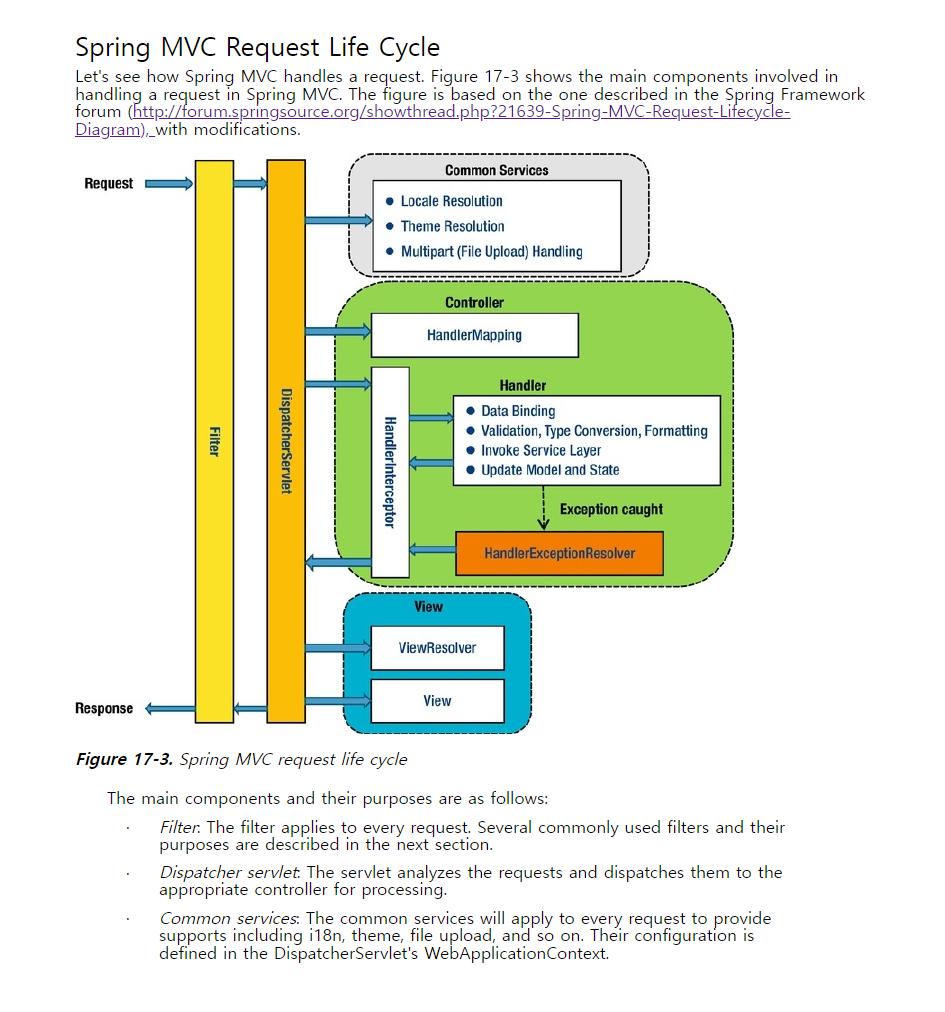 Spring MVC Request Life Cycle
Let's see how Spring MVC handles a request. Figure 17-3 shows the main components involved in
handling a request in Spring MVC. The figure is based on the one described in the Spring Framework
forum (http://forum.springsource.org/showthread.php?21639-Spring-MVC-Request-Lifecycle-
Diagram), with modifications.
Request
Common Services
• Locale Resolution
• Theme Resolution
• Multipart (File Upload) Handling
Controller
HandlerMapping
Handler
• Data Binding
• Validation, Type Conversion, Formatting
• Invoke Service Layer
• Update Model and State
Filter
DispatcherServlet
HandlerInterceptor
Exception caught
HandlerExceptionResolver
View
ViewResolver
View
Response
Figure 17-3. Spring MVC request life cycle
The main components and their purposes are as follows:
· Filter: The filter applies to every request. Several commonly used filters and their
purposes are described in the next section.
· Dispatcher servlet: The servlet analyzes the requests and dispatches them to the
appropriate controller for processing.
· Common services: The common services will apply to every request to provide
supports including i18n, theme, file upload, and so on. Their configuration is
defined in the DispatcherServlet's WebApplicationContext.